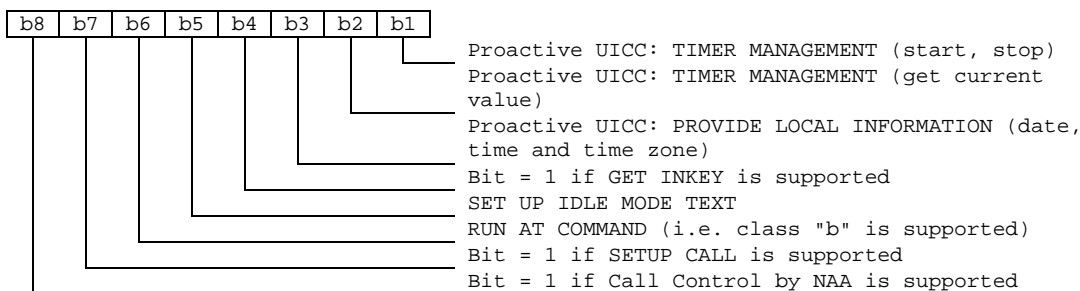 b8 b7 b6 b5 b4 b3 b2 b1
Proactive UICC: TIMER MANAGEMENT (start, stop)
Proactive UICC: TIMER MANAGEMENT (get current
value)
Proactive UICC: PROVIDE LOCAL INFORMATION (date,
time and time zone)
Bit = 1 if GET INKEY is supported
SET UP IDLE MODE TEXT
RUN AT COMMAND (i.e. class "b" is supported)
Bit = 1 if SETUP CALL is supported
Bit = 1 if Call Control by NAA is supported